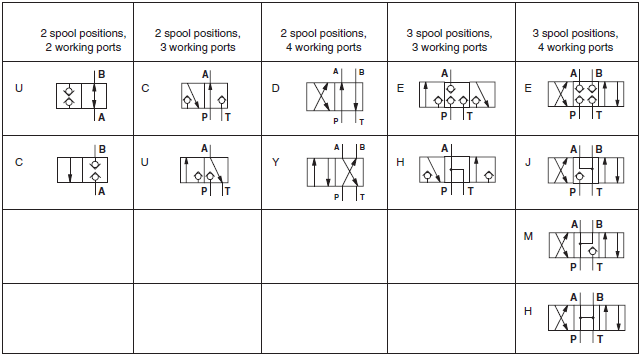 2 spool positions,
2 working ports
2 spool positions,
3 working ports
2 spool positions,
4 working ports
3 spool positions,
3 working ports
3 spool positions,
4 working ports
U
B
A
C
A
P T
D
A B
P T
E
A
P T
E
A B
P T
C
B
A
U
A
P T
Y
A B
P T
H
A
P T
J
A B
P T
M
A B
P T
H
A B
P T